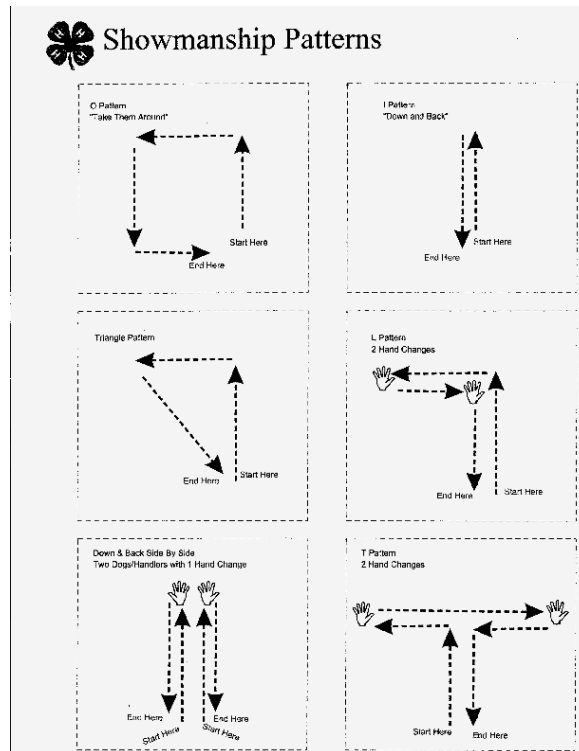 H H H H
Showmanship Patterns
O Pattern
"Take Them Around"
Start Here
End Here
I Pattern
"Down and Back"
Start Here
End Here
Triangle Pattern
End Here
Start Here
L Pattern
2 Hand Changes
End Here
Start Here
Down & Back Side By Side
Two Dogs/Handlers with 1 Hand Change
End Here
Start Here
Start Here
End Here
T Pattern
2 Hand Changes
Start Here
End Here